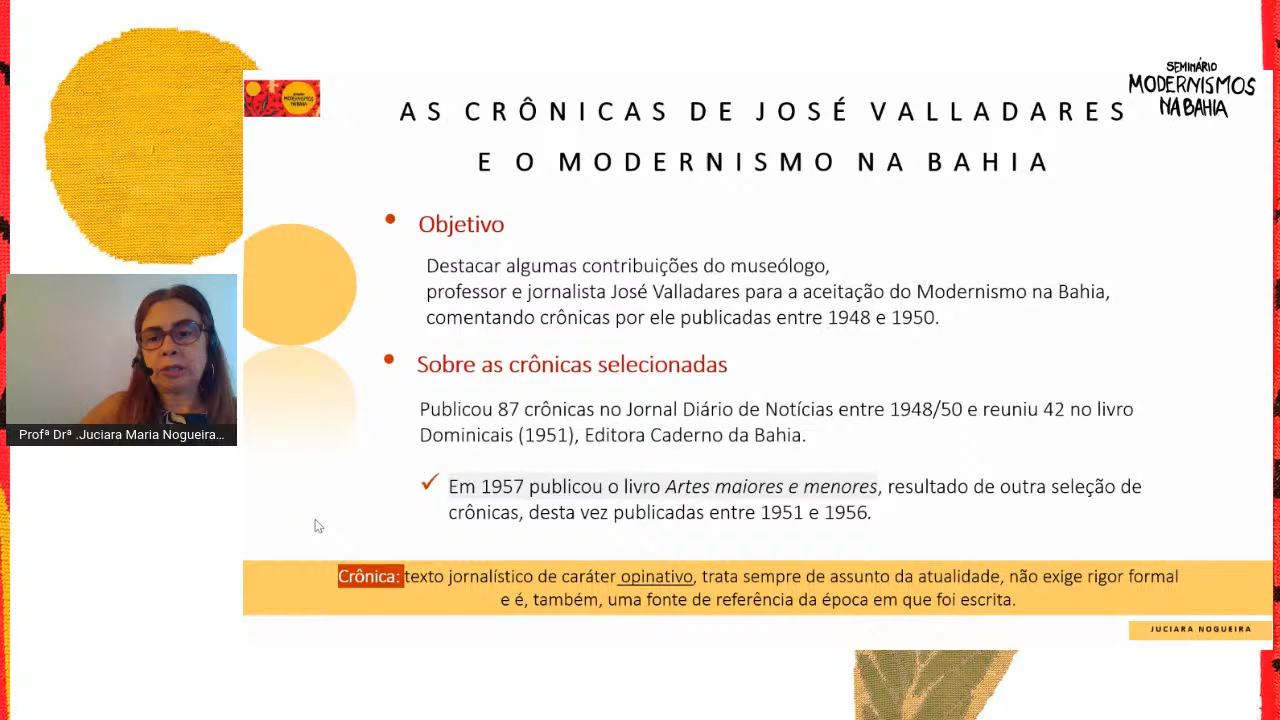 SEMINÁRIO
MODERNISMOS
NA BAHIA
AS CRÔNICAS DE JOSÉ VALLADARES
E O MODERNISMO NA BAHIA
• Objetivo
Destacar algumas contribuições do museólogo,
professor e jornalista José Valladares para a aceitação do Modernismo na Bahia,
comentando crônicas por ele publicadas entre 1948 e 1950.
• Sobre as crônicas selecionadas
Publicou 87 crônicas no Jornal Diário de Notícias entre 1948/50 e reuniu 42 no livro
Dominicais (1951), Editora Caderno da Bahia.
✓ Em 1957 publicou o livro Artes maiores e menores, resultado de outra seleção de
crônicas, desta vez publicadas entre 1951 e 1956.
Crônica: texto jornalístico de caráter opinativo, trata sempre de assunto da atualidade, não exige rigor formal
e é, também, uma fonte de referência da época em que foi escrita.
JUCIARA NOGUEIRA
Profª Drª .Juciara Maria Nogueira...
MODERNISMOS
NA BAHIA